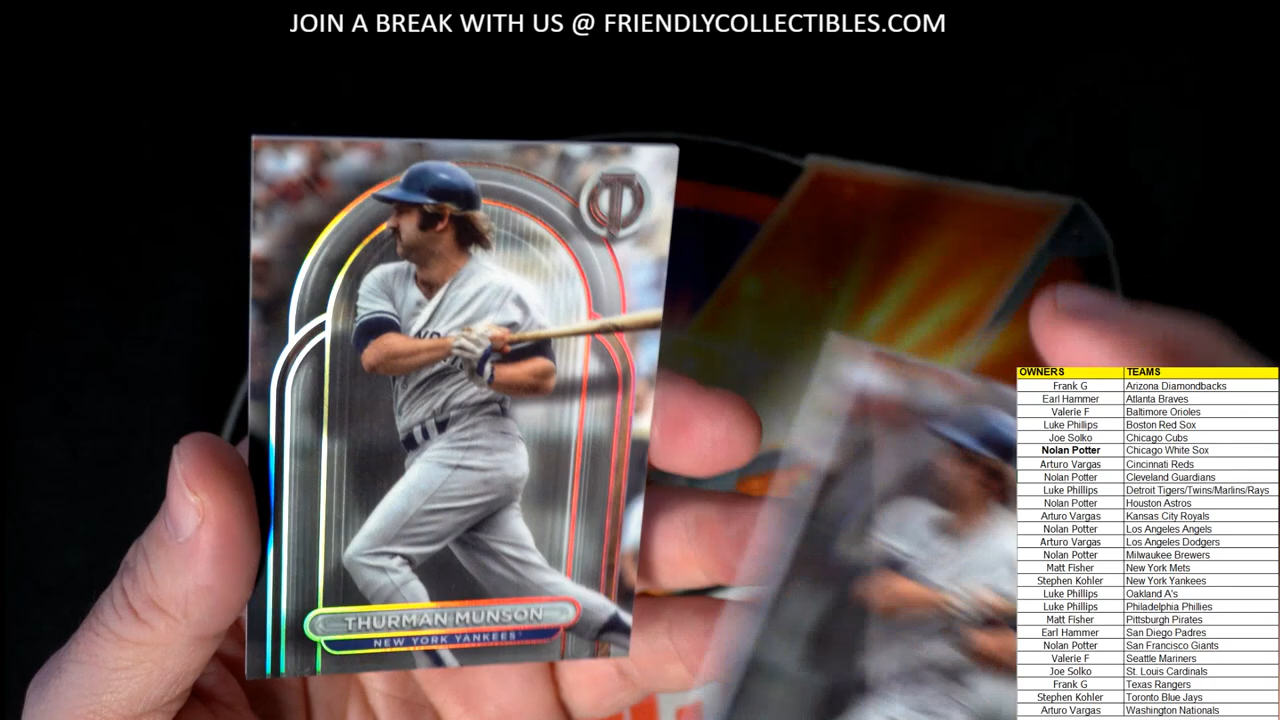 JOIN A BREAK WITH US @ FRIENDLYCOLLECTIBLES.COM
T
THURMAN MUNSON
NEW YORK YANKEES
OWNERS TEAMS
Frank G Arizona Diamondbacks
Earl Hammer Atlanta Braves
Valerie F Baltimore Orioles
Luke Phillips Boston Red Sox
Joe Solko Chicago Cubs
Nolan Potter Chicago White Sox
Arturo Vargas Cincinnati Reds
Nolan Potter Cleveland Guardians
Luke Phillips Detroit Tigers/Twins/Marlins/Rays
Nolan Potter Houston Astros
Arturo Vargas Kansas City Royals
Nolan Potter Los Angeles Angels
Arturo Vargas Los Angeles Dodgers
Nolan Potter Milwaukee Brewers
Matt Fisher New York Mets
Stephen Kohler New York Yankees
Luke Phillips Oakland A's
Luke Phillips Philadelphia Phillies
Matt Fisher Pittsburgh Pirates
Earl Hammer San Diego Padres
Nolan Potter San Francisco Giants
Valerie F Seattle Mariners
Joe Solko St. Louis Cardinals
Frank G Texas Rangers
Stephen Kohler Toronto Blue Jays
Arturo Vargas Washington Nationals